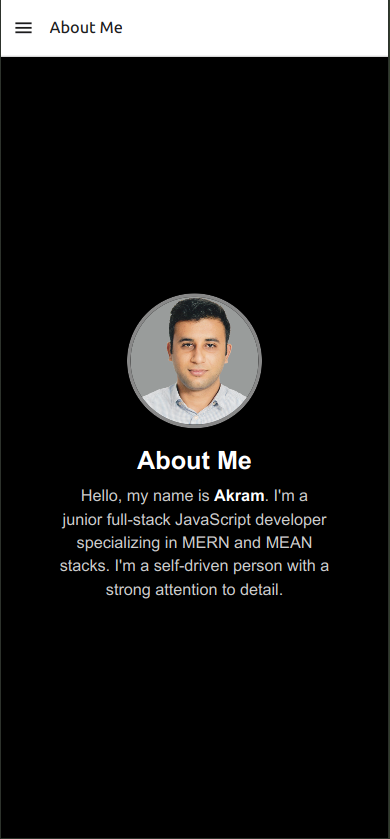 About Me
About Me
Hello, my name is Akram. I'm a
junior full-stack JavaScript developer
specializing in MERN and MEAN
stacks. I'm a self-driven person with a
strong attention to detail.